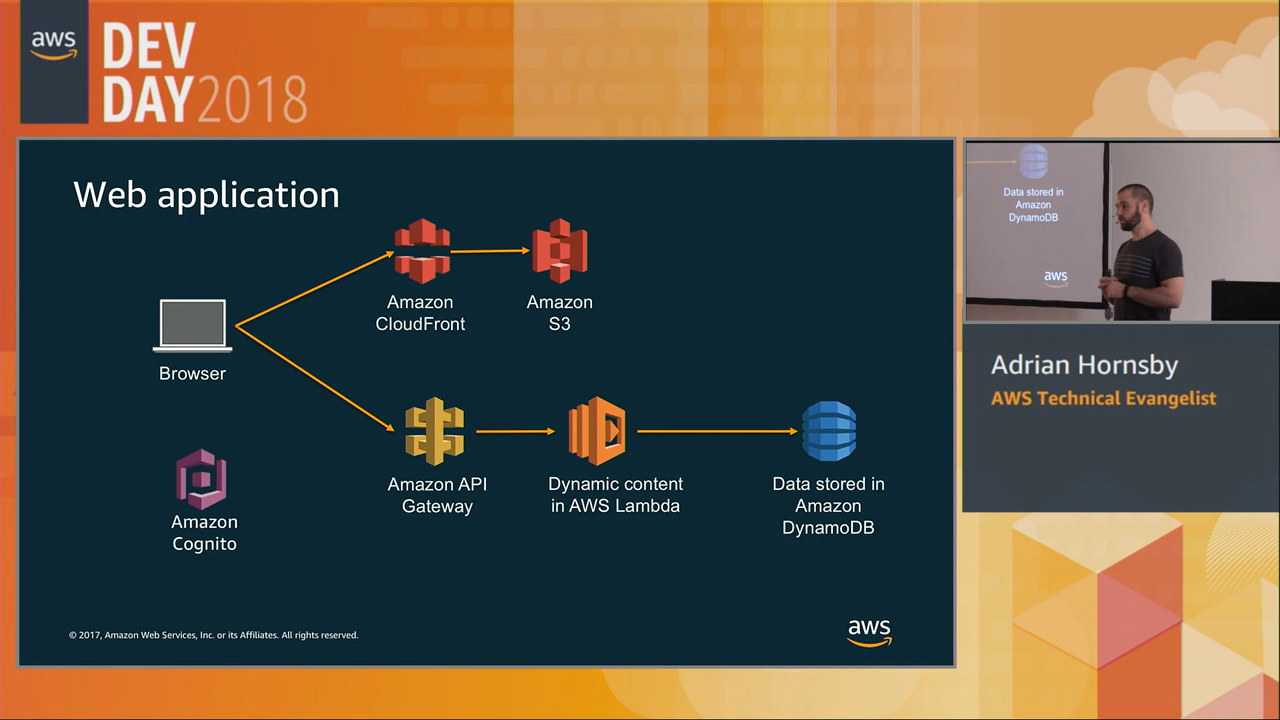 aws
DEV
DAY2018
Web application
Amazon
CloudFront
Amazon
S3
Browser
Amazon API
Gateway
Dynamic content
in AWS Lambda
Data stored in
Amazon
DynamoDB
Amazon
Cognito
© 2017, Amazon Web Services, Inc. or its Affiliates. All rights reserved.
aws
Data stored in
Amazon
DynamoDB
aws
Adrian Hornsby
AWS Technical Evangelist